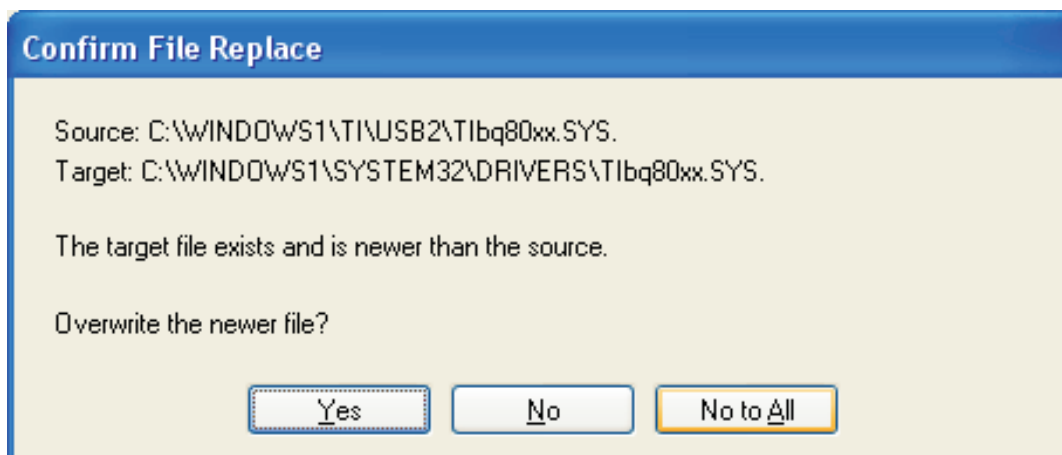 Confirm File Replace
Source: C:\WINDOWS1\TI\USB2\TIbq80xx.SYS.
Target: C:\WINDOWS1\SYSTEM32\DRIVERS\TIbq80xx.SYS.
The target file exists and is newer than the source.
Overwrite the newer file?
Yes No No to All